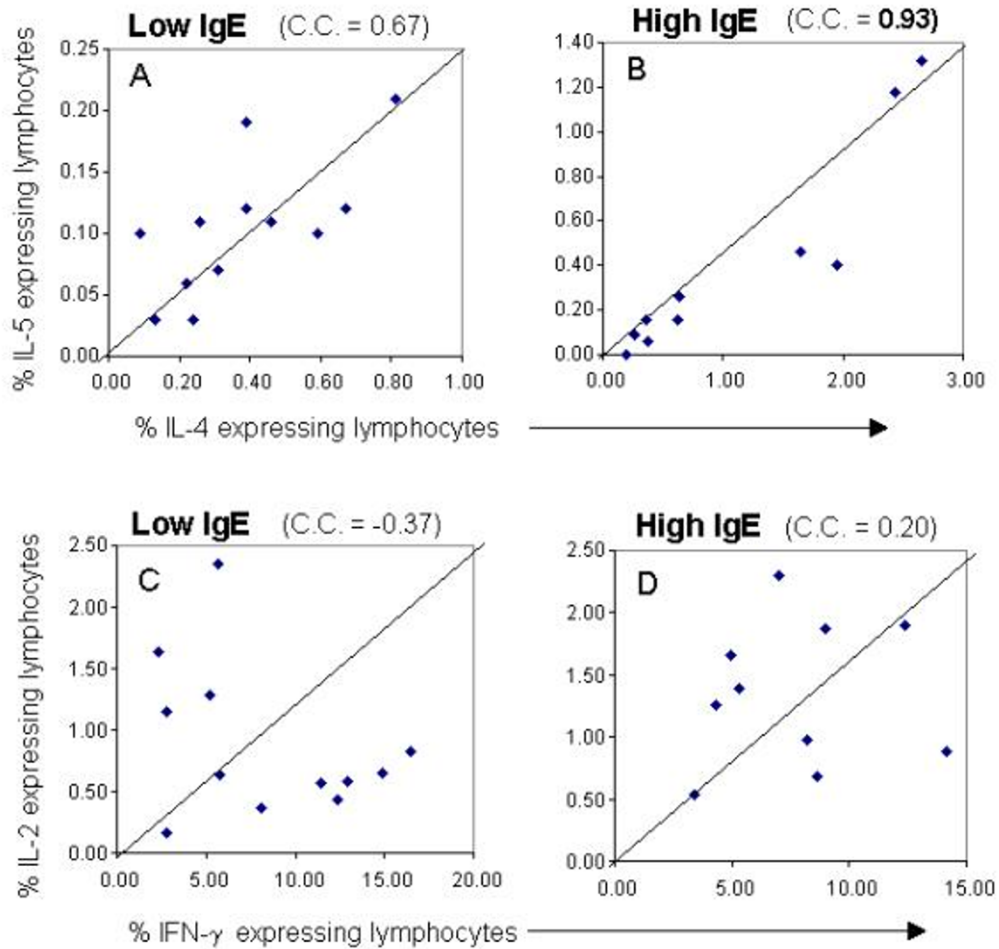 Low IgE (C.C. = 0.67)
High IgE (C.C. = 0.93)
% IL-5 expressing lymphocytes
A
0.25
0.20
0.15
0.10
0.05
0.00
0.00 0.20 0.40 0.60 0.80 1.00
B
1.40
1.20
1.00
0.80
0.60
0.40
0.20
0.00
0.00 1.00 2.00 3.00
% IL-4 expressing lymphocytes
Low IgE (C.C. = -0.37)
High IgE (C.C. = 0.20)
% IL-2 expressing lymphocytes
C
2.50
2.00
1.50
1.00
0.50
0.00
0.00 5.00 10.00 15.00 20.00
D
2.50
2.00
1.50
1.00
0.50
0.00
0.00 5.00 10.00 15.00
% IFN-γ expressing lymphocytes